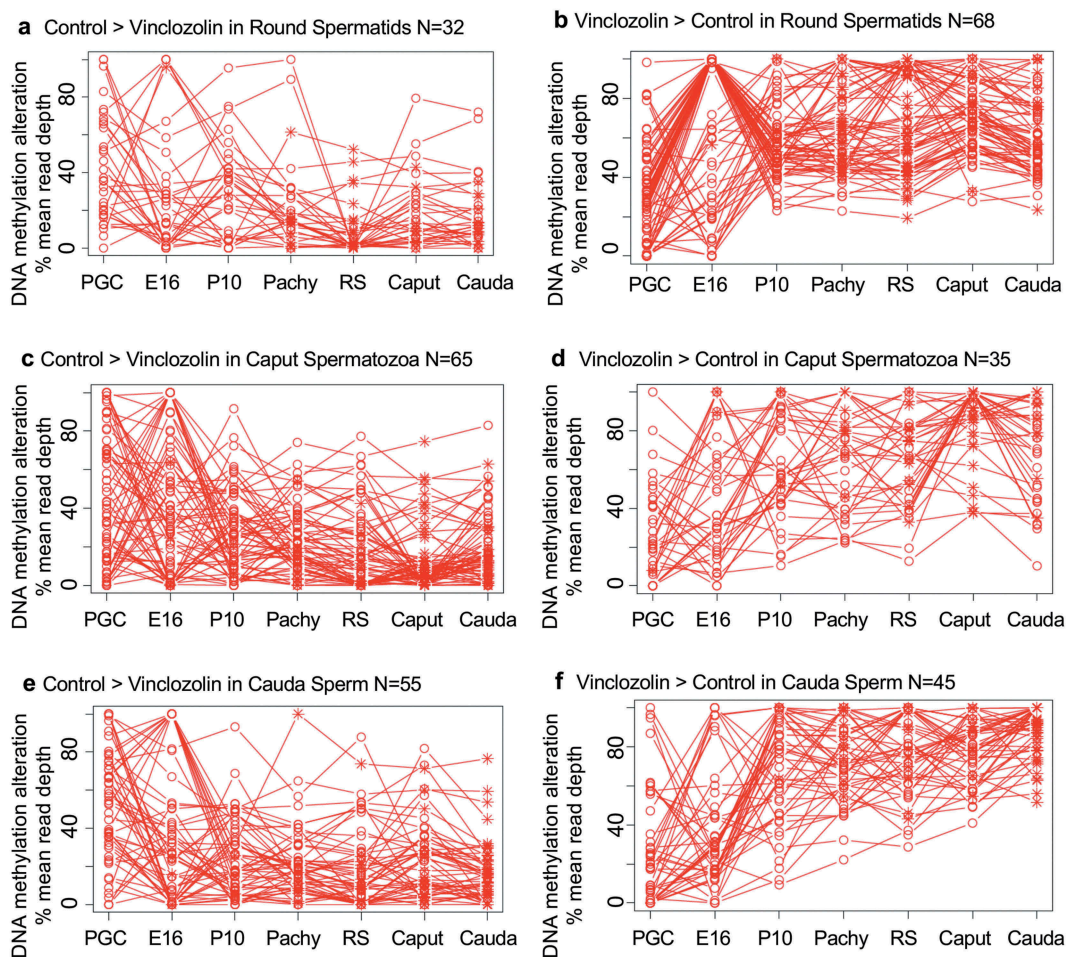 a Control > Vinclozolin in Round Spermatids N=32
DNA methylation alteration
% mean read depth
80
40
0
PGC E16 P10 Pachy RS Caput Cauda
b Vinclozolin > Control in Round Spermatids N=68
DNA methylation alteration
% mean read depth
80
40
0
PGC E16 P10 Pachy RS Caput Cauda
c Control > Vinclozolin in Caput Spermatozoa N=65
DNA methylation alteration
% mean read depth
80
40
0
PGC E16 P10 Pachy RS Caput Cauda
d Vinclozolin > Control in Caput Spermatozoa N=35
DNA methylation alteration
% mean read depth
80
40
0
PGC E16 P10 Pachy RS Caput Cauda
e Control > Vinclozolin in Cauda Sperm N=55
DNA methylation alteration
% mean read depth
80
40
0
PGC E16 P10 Pachy RS Caput Cauda
f Vinclozolin > Control in Cauda Sperm N=45
DNA methylation alteration
% mean read depth
80
40
0
PGC E16 P10 Pachy RS Caput Cauda